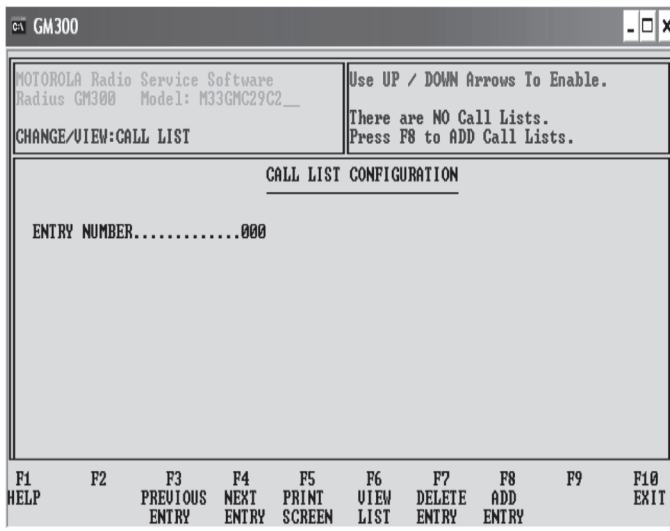 GM300
MOTOROLA Radio Service Software
Radius GM300   Model: M33GMC29C2__
CHANGE/VIEW:CALL LIST
Use UP / DOWN Arrows To Enable.
There are NO Call Lists.
Press F8 to ADD Call Lists.
CALL LIST CONFIGURATION
ENTRY NUMBER.............000
F1 F2 F3 F4 F5 F6 F7 F8 F9 F10
HELP PREVIOUS NEXT PRINT VIEW DELETE ADD EXIT
ENTRY ENTRY SCREEN LIST ENTRY ENTRY